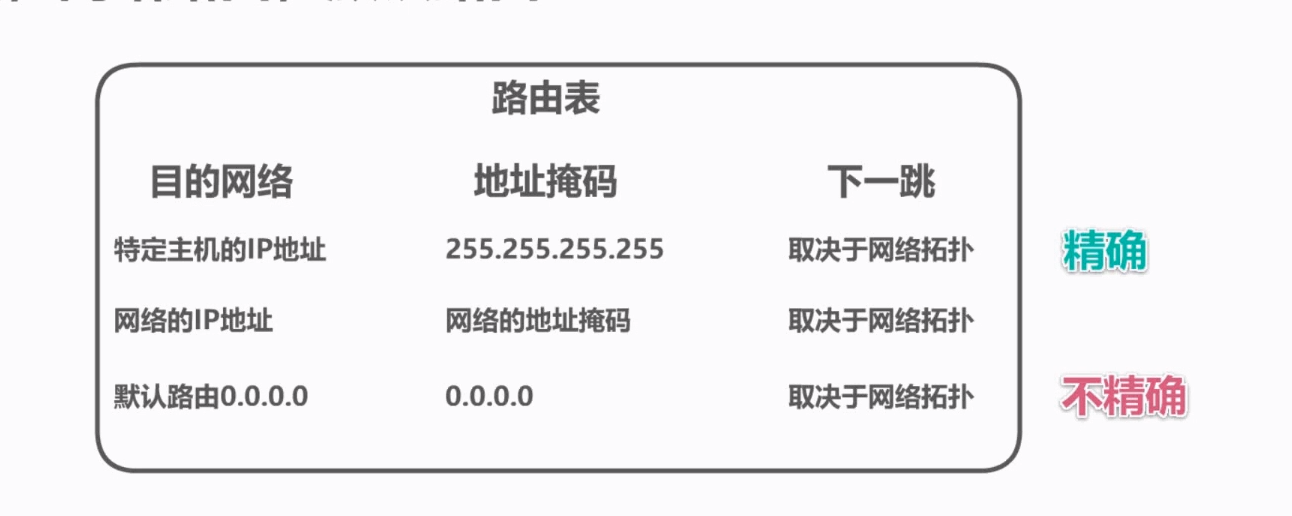 路由表
目的网络 地址掩码 下一跳
特定主机的IP地址 255.255.255.255 取决于网络拓扑 精确
网络的IP地址 网络的地址掩码 取决于网络拓扑
默认路由0.0.0.0 0.0.0.0 取决于网络拓扑 不精确